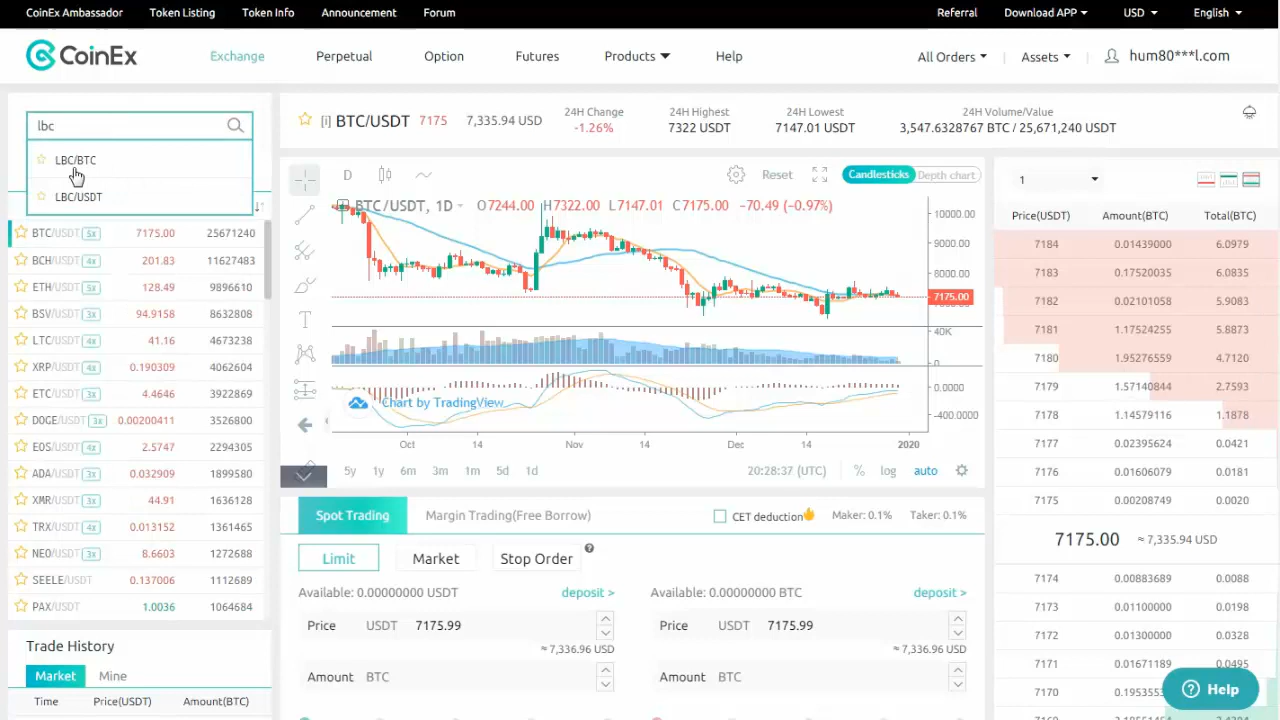 CoinEx Ambassador Token Listing Token Info Announcement Forum Referral Download APP USD English
CoinEx Exchange Perpetual Option Futures Products Help All Orders Assets hum80***l.com
lbc
LBC/BTC
LBC/USDT
BTC/USDT 5x 7175.00 25671240
BCH/USDT 4x 201.83 11627483
ETH/USDT 5x 128.49 9896610
BSV/USDT 3x 94.9158 8632808
LTC/USDT 4x 41.16 4673238
XRP/USDT 4x 0.190309 4062604
ETC/USDT 3x 4.4646 3922869
DOGE/USDT 3x 0.00200411 3526800
EOS/USDT 4x 2.5747 2294305
ADA/USDT 3x 0.032909 1899580
XMR/USDT 3x 44.91 1636128
TRX/USDT 4x 0.013152 1361465
NEO/USDT 3x 8.6603 1272688
SEELE/USDT 0.137006 1112689
PAX/USDT 1.0036 1064684
Trade History
Market Mine
Time Price(USDT) Amount(BTC)
[i] BTC/USDT 7175 7,335.94 USD
24H Change
-1.26%
24H Highest
7322 USDT
24H Lowest
7147.01 USDT
24H Volume/Value
3,547.6328767 BTC / 25,671,240 USDT
D Reset Candlesticks Depth chart
BTC/USDT, 1D O7244.00 H7322.00 L7147.01 C7175.00 −70.49 (−0.97%)
10000.00
9000.00
8000.00
7175.00
40K
0
0.0000
-400.0000
Chart by TradingView
Oct 14 Nov 14 Dec 14 2020
5y 1y 6m 3m 1m 5d 1d 20:28:37 (UTC) % log auto
Spot Trading Margin Trading(Free Borrow) CET deduction Maker: 0.1% Taker: 0.1%
Limit Market Stop Order
Available: 0.00000000 USDT deposit >
Price USDT 7175.99
≈ 7,336.96 USD
Amount BTC
Available: 0.00000000 BTC deposit >
Price USDT 7175.99
≈ 7,336.96 USD
Amount BTC
1
Price(USDT) Amount(BTC) Total(BTC)
7184 0.01439000 6.0979
7183 0.17520035 6.0835
7182 0.02101058 5.9083
7181 1.17524255 5.8873
7180 1.95276559 4.7120
7179 1.57140844 2.7593
7178 1.14579116 1.1878
7177 0.02395624 0.0421
7176 0.01606079 0.0181
7175 0.00208749 0.0020
7175.00 ≈ 7,335.94 USD
7174 0.00883689 0.0088
7173 0.01100000 0.0198
7172 0.01300000 0.0328
7171 0.01671189 0.0495
7170
Help